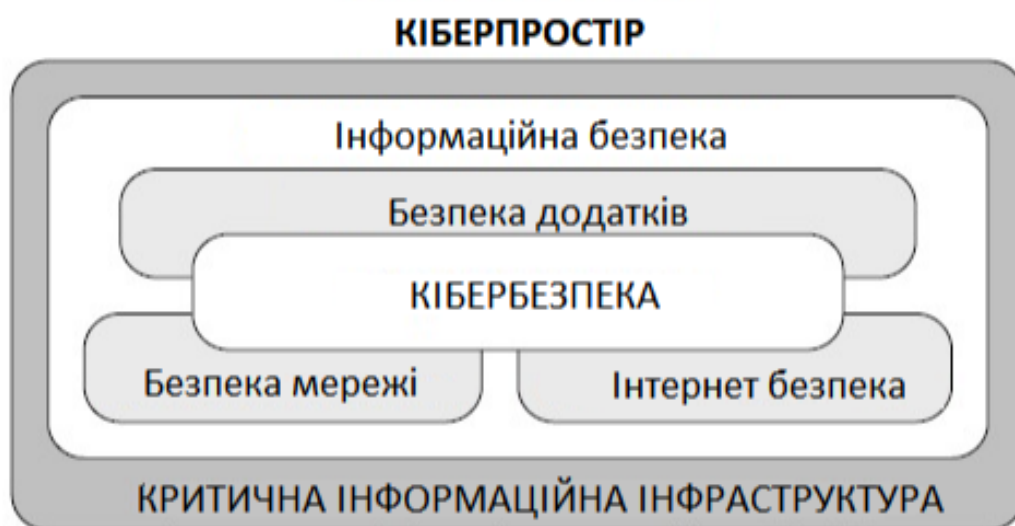 КІБЕРПРОСТІР
Інформаційна безпека
Безпека додатків
КІБЕРБЕЗПЕКА
Безпека мережі
Інтернет безпека
КРИТИЧНА ІНФОРМАЦІЙНА ІНФРАСТРУКТУРА